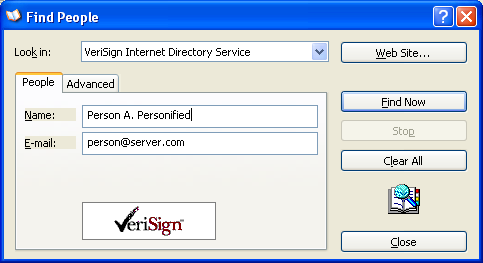 Find People
Look in: VeriSign Internet Directory Service Web Site...
People Advanced
Name: Person A. Personified Find Now
E-mail: person@server.com Stop
Clear All
VeriSign™
Close